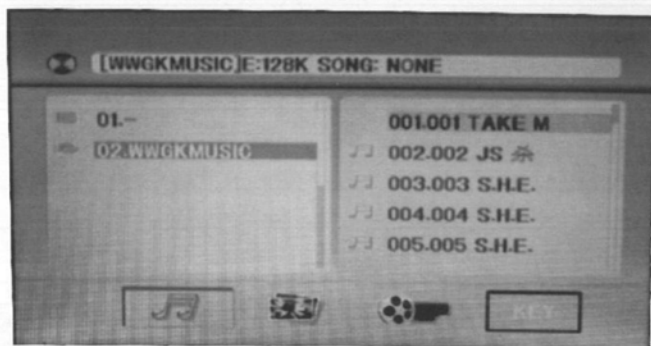 [WWGKMUSIC]E:128K SONG: NONE
01.-
02.WWGKMUSIC
001.001 TAKE M
002.002 JS
003.003 S.H.E.
004.004 S.H.E.
005.005 S.H.E.
KEY